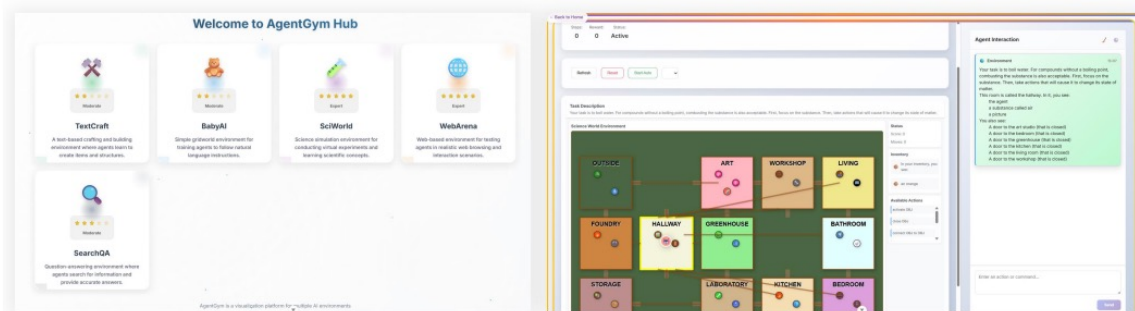 Welcome to AgentGym Hub
Moderate
TextCraft
A text-based crafting and building
environment where agents learn to
create items and structures.
Moderate
BabyAI
Simple gridworld environment for
training agents to follow natural
language instructions.
Expert
SciWorld
Science simulation environment for
conducting virtual experiments and
learning scientific concepts.
Expert
WebArena
Web-based environment for testing
agents in realistic web browsing and
interaction scenarios.
Moderate
SearchQA
Question-answering environment where
agents search for information and
provide accurate answers.
AgentGym is a visualization platform for multiple AI environments
Back to Home
Steps Reward Status
0 0 Active
Refresh
Task Description
Your task is to boil water. For compounds without a boiling point, combusting the substance is also acceptable. First, focus on the substance. Then, take actions that will cause it to change its state of matter.
Science World Environment
OUTSIDE
ART
WORKSHOP
LIVING
FOUNDRY
HALLWAY
GREENHOUSE
BATHROOM
STORAGE
LABORATORY
KITCHEN
BEDROOM
Inventory
Available Actions
Agent Interaction
Environment
Your task is to boil water. For compounds without a boiling point,
combusting the substance is also acceptable. First, focus on the
substance. Then, take actions that will cause it to change its state of
matter.
This room is called the hallway. In it, you see:
the agent
a substance called air
a picture
You also see:
A door to the art studio (that is closed)
A door to the bedroom (that is closed)
A door to the greenhouse (that is closed)
A door to the kitchen (that is closed)
A door to the living room (that is closed)
A door to the workshop (that is closed)
Enter an action or command...
Send